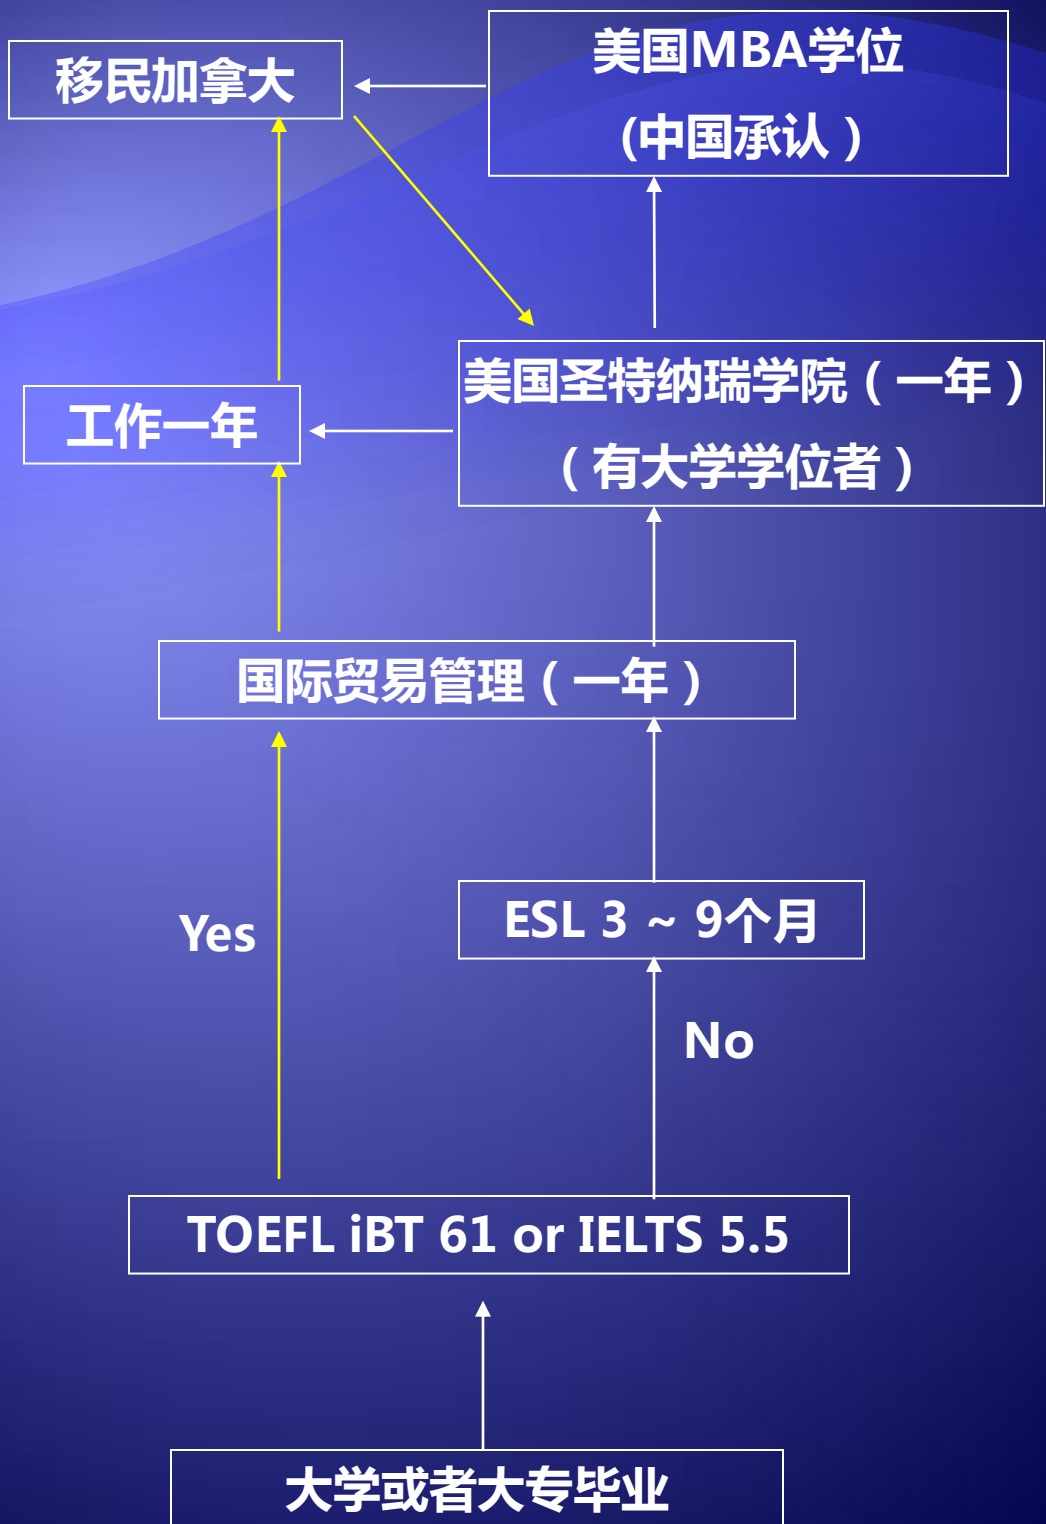 移民加拿大
美国MBA学位
(中国承认）
美国圣特纳瑞学院（一年）
（有大学学位者）
工作一年
国际贸易管理（一年）
ESL 3 ~ 9个月
Yes
No
TOEFL iBT 61 or IELTS 5.5
大学或者大专毕业